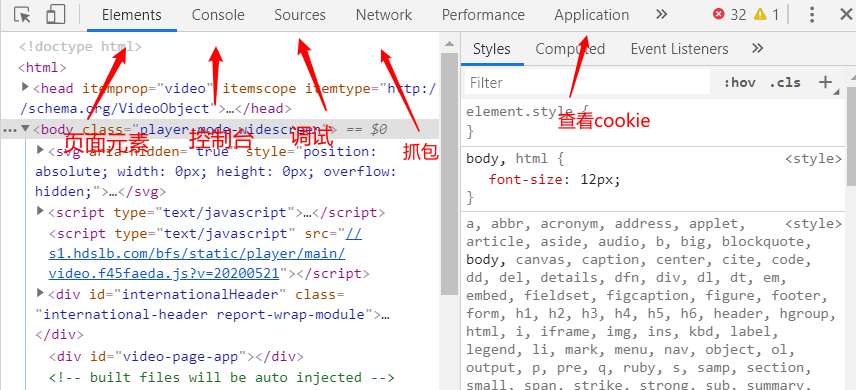 Elements Console Sources Network Performance Application » 32 1
<!doctype html>
<html>
<head itemprop="video" itemscope itemtype="http:/
/schema.org/VideoObject">…</head>
<body class="player-mode-widescreen"> == $0
页面元素 控制台 调试 抓包
<svg aria-hidden="true" style="position:
absolute; width: 0px; height: 0px; overflow:
hidden;">…</svg>
<script type="text/javascript">…</script>
<script type="text/javascript" src="//
s1.hdslb.com/bfs/static/player/main/
video.f45faeda.js?v=20200521"></script>
<div id="internationalHeader" class=
"international-header report-wrap-module">…
</div>
<div id="video-page-app"></div>
<!-- built files will be auto injected -->
Styles Computed Event Listeners »
Filter :hov .cls +
element.style {
查看cookie
}
body, html { <style>
font-size: 12px;
}
a, abbr, acronym, address, applet, <style>
article, aside, audio, b, big, blockquote,
body, canvas, caption, center, cite, code,
dd, del, details, dfn, div, dl, dt, em,
embed, fieldset, figcaption, figure, footer,
form, h1, h2, h3, h4, h5, h6, header, hgroup,
html, i, iframe, img, ins, kbd, label,
legend, li, mark, menu, nav, object, ol,
output, p, pre, q, ruby, s, samp, section,
small, span, strike, strong, sub, summary,